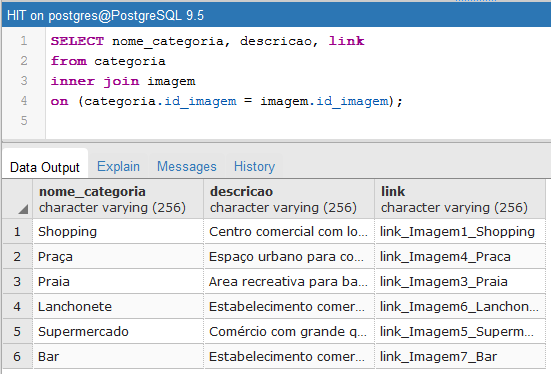 HIT on postgres@PostgreSQL 9.5
1 SELECT nome_categoria, descricao, link
2 from categoria
3 inner join imagem
4 on (categoria.id_imagem = imagem.id_imagem);
5
Data Output Explain Messages History
nome_categoria descricao link
character varying (256) character varying (256) character varying (256)
1 Shopping Centro comercial com lo... link_Imagem1_Shopping
2 Praça Espaço urbano para co... link_Imagem4_Praca
3 Praia Area recreativa para ba... link_Imagem3_Praia
4 Lanchonete Estabelecimento comer... link_Imagem6_Lanchon...
5 Supermercado Comércio com grande q... link_Imagem5_Superm...
6 Bar Estabelecimento comer... link_Imagem7_Bar